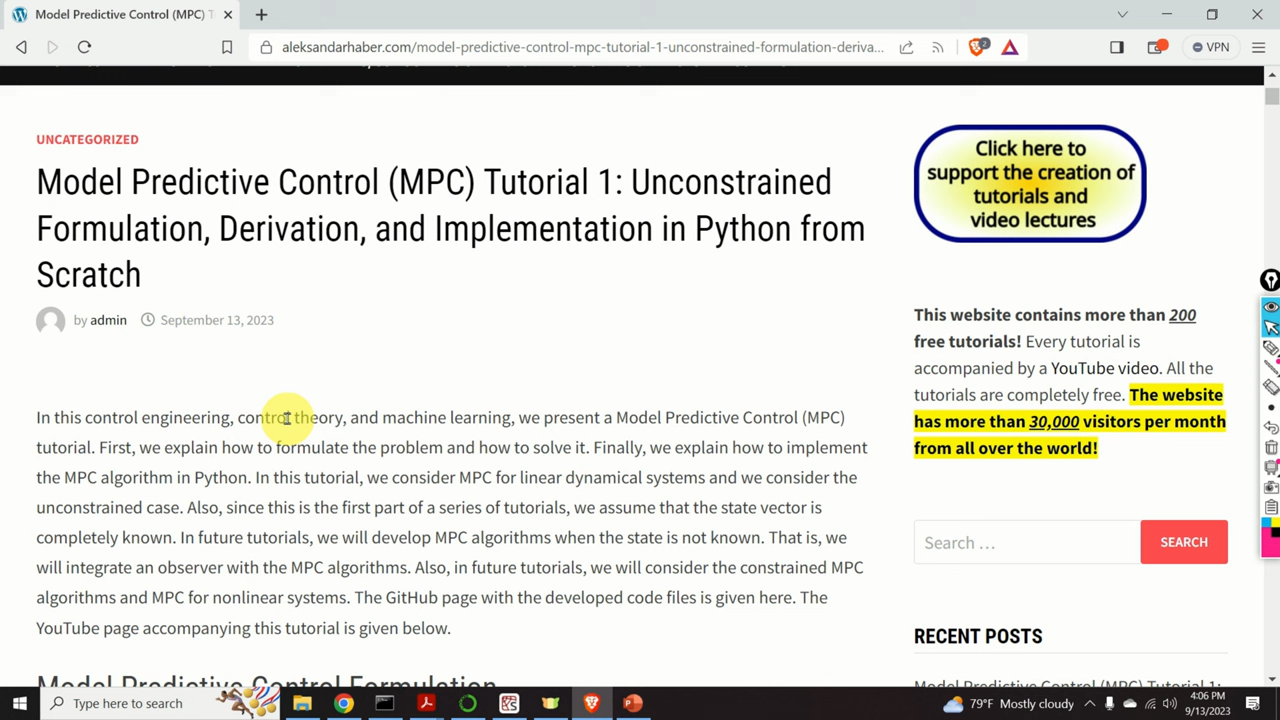 Model Predictive Control (MPC) T
aleksandarhaber.com/model-predictive-control-mpc-tutorial-1-unconstrained-formulation-deriva...
2
VPN
UNCATEGORIZED
Model Predictive Control (MPC) Tutorial 1: Unconstrained
Formulation, Derivation, and Implementation in Python from
Scratch
by admin September 13, 2023
In this control engineering, control theory, and machine learning, we present a Model Predictive Control (MPC)
tutorial. First, we explain how to formulate the problem and how to solve it. Finally, we explain how to implement
the MPC algorithm in Python. In this tutorial, we consider MPC for linear dynamical systems and we consider the
unconstrained case. Also, since this is the first part of a series of tutorials, we assume that the state vector is
completely known. In future tutorials, we will develop MPC algorithms when the state is not known. That is, we
will integrate an observer with the MPC algorithms. Also, in future tutorials, we will consider the constrained MPC
algorithms and MPC for nonlinear systems. The GitHub page with the developed code files is given here. The
YouTube page accompanying this tutorial is given below.
Model Predictive Control Formulation
Click here to
support the creation of
tutorials and
video lectures
This website contains more than 200
free tutorials! Every tutorial is
accompanied by a YouTube video. All the
tutorials are completely free. The website
has more than 30,000 visitors per month
from all over the world!
Search ...
SEARCH
RECENT POSTS
Model Predictive Control (MPC) Tutorial 1:
Type here to search
79°F Mostly cloudy
4:06 PM
9/13/2023